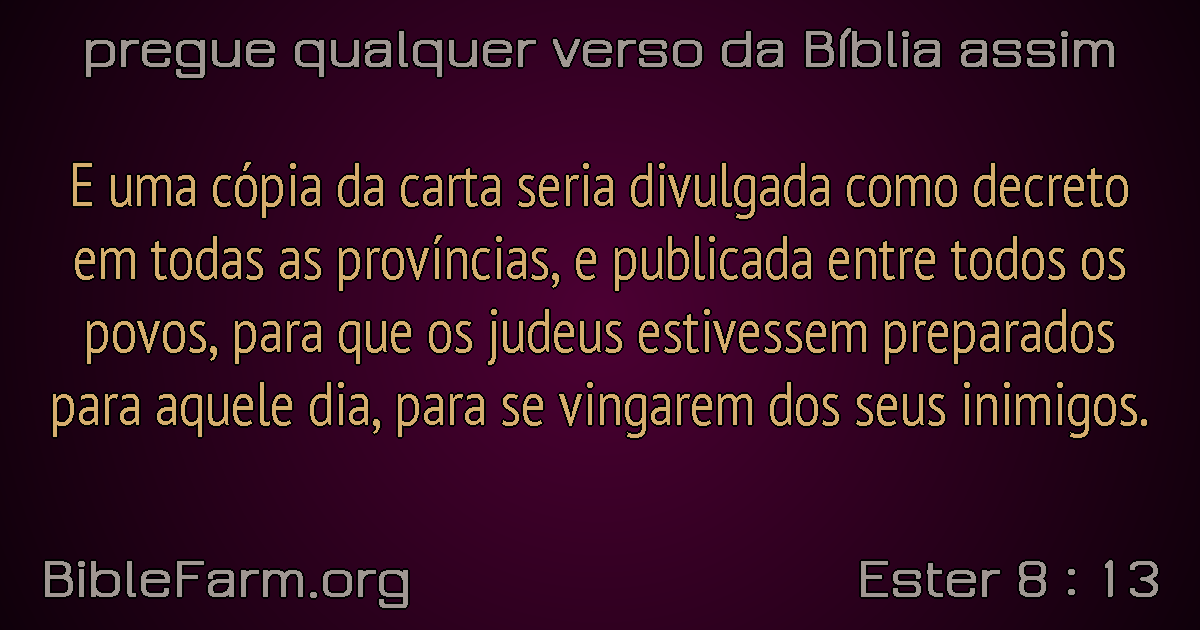 pregue qualquer verso da Bíblia assim
E uma cópia da carta seria divulgada como decreto
em todas as províncias, e publicada entre todos os
povos, para que os judeus estivessem preparados
para aquele dia, para se vingarem dos seus inimigos.
BibleFarm.org
Ester 8 : 13